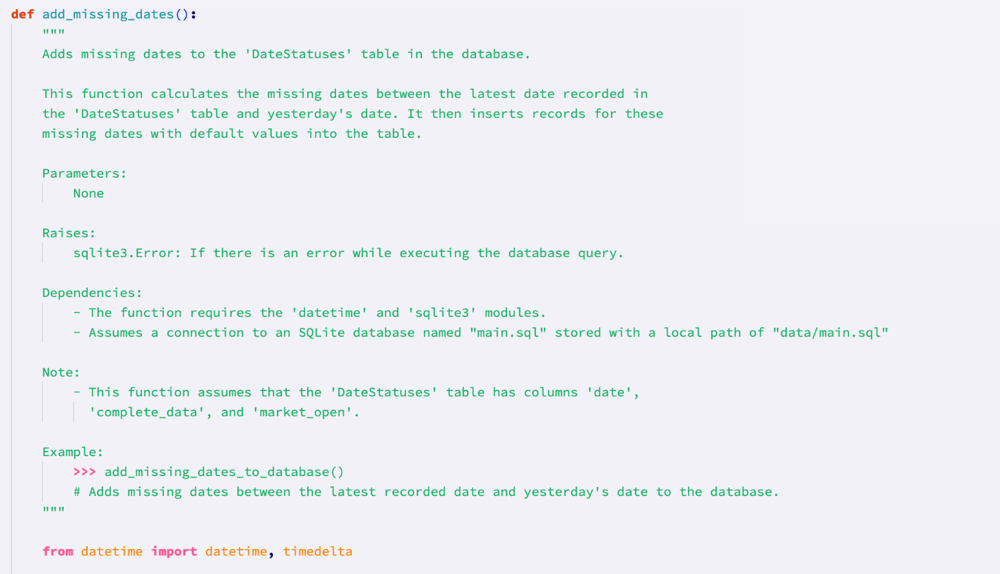 def add_missing_dates():
"""
Adds missing dates to the 'DateStatuses' table in the database.
This function calculates the missing dates between the latest date recorded in
the 'DateStatuses' table and yesterday's date. It then inserts records for these
missing dates with default values into the table.
Parameters:
None
Raises:
sqlite3.Error: If there is an error while executing the database query.
Dependencies:
- The function requires the 'datetime' and 'sqlite3' modules.
- Assumes a connection to an SQLite database named "main.sql" stored with a local path of "data/main.sql"
Note:
- This function assumes that the 'DateStatuses' table has columns 'date',
'complete_data', and 'market_open'.
Example:
>>> add_missing_dates_to_database()
# Adds missing dates between the latest recorded date and yesterday's date to the database.
"""
from datetime import datetime, timedelta